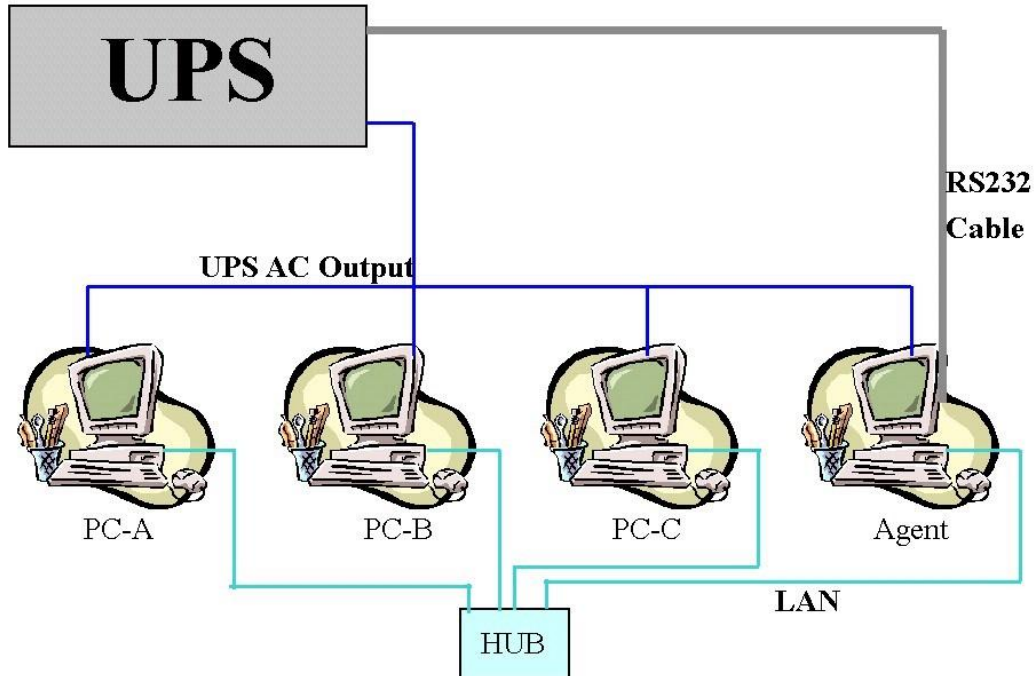 UPS
RS232
Cable
UPS AC Output
PC-A
PC-B
PC-C
Agent
LAN
HUB